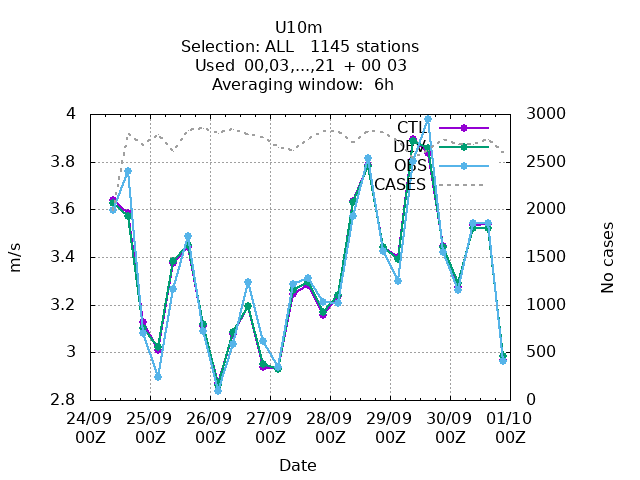 U10m
Selection: ALL   1145 stations
Used  00,03,...,21  + 00 03
Averaging window:  6h
4
3.8
3.6
3.4
3.2
3
2.8
3000
2500
2000
1500
1000
500
0
m/s
No cases
CTL
DEV
OBS
CASES
24/09 25/09 26/09 27/09 28/09 29/09 30/09 01/10
00Z 00Z 00Z 00Z 00Z 00Z 00Z 00Z
Date